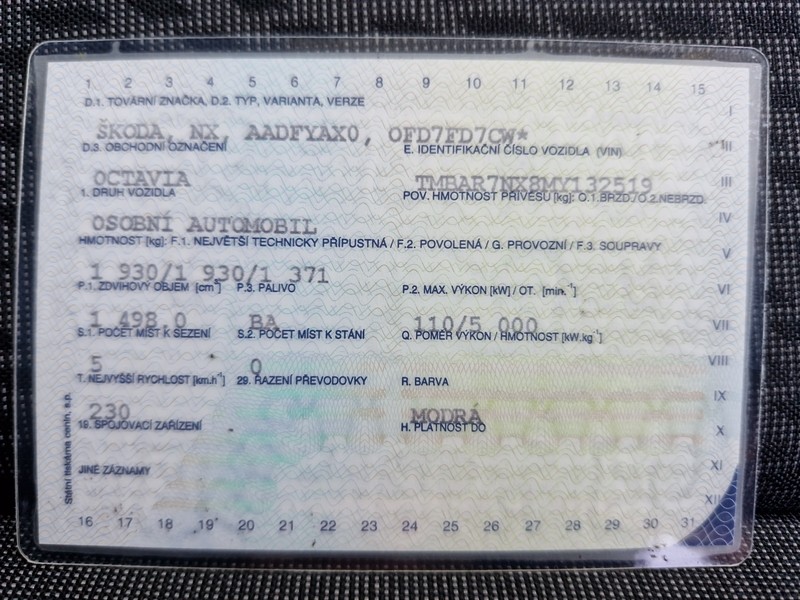 1 2 3 4 5 6 7 8 9 10 11 12 13 14 15
D.1. TOVÁRNÍ ZNAČKA, D.2. TYP, VARIANTA, VERZE
I
ŠKODA, NX, AADFYAX0, OFD7FD7CW*
D.3. OBCHODNÍ OZNAČENÍ E. IDENTIFIKAČNÍ ČÍSLO VOZIDLA (VIN)
II
OCTAVIA TMBAR7NX8MY132519
III
1. DRUH VOZIDLA POV. HMOTNOST PŘÍVĚSU [kg]: O.1.BRZD./O.2.NEBRZD.
OSOBNÍ AUTOMOBIL
IV
HMOTNOST [kg]: F.1. NEJVĚTŠÍ TECHNICKY PŘÍPUSTNÁ / F.2. POVOLENÁ / G. PROVOZNÍ / F.3. SOUPRAVY
V
1 930/1 930/1 371
P.1. ZDVIHOVÝ OBJEM [cm³] P.3. PALIVO P.2. MAX. VÝKON [kW] / OT. [min.⁻¹]
VI
1 498,0 BA 110/5 000
VII
S.1. POČET MÍST K SEZENÍ S.2. POČET MÍST K STÁNÍ Q. POMĚR VÝKON / HMOTNOST [kW.kg⁻¹]
5 0
VIII
T. NEJVYŠŠÍ RYCHLOST [km.h⁻¹] 29. ŘAZENÍ PŘEVODOVKY R. BARVA
IX
230 MODRÁ
19. SPOJOVACÍ ZAŘÍZENÍ H. PLATNOST DO
X
JINÉ ZÁZNAMY
XI
XII
16 17 18 19 20 21 22 23 24 25 26 27 28 29 30 31
Státní tiskárna cenin, s.p.